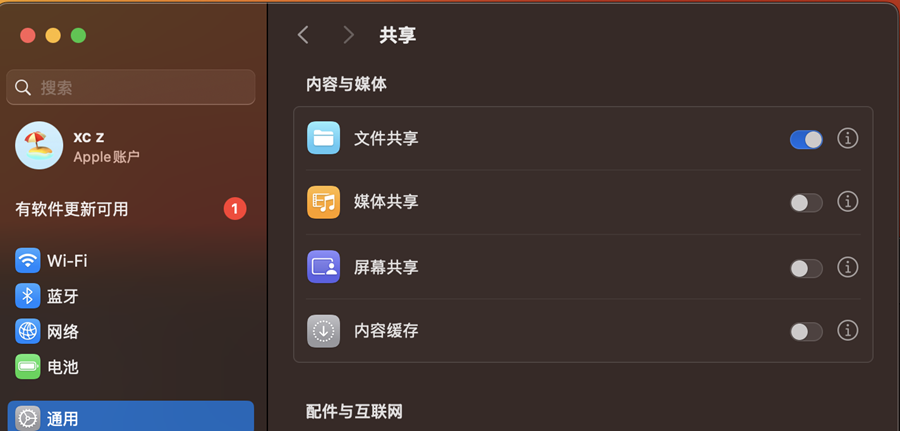 共享
搜索
内容与媒体
xc z
Apple账户
文件共享
有软件更新可用
1
媒体共享
Wi-Fi
屏幕共享
蓝牙
网络
内容缓存
电池
通用
配件与互联网